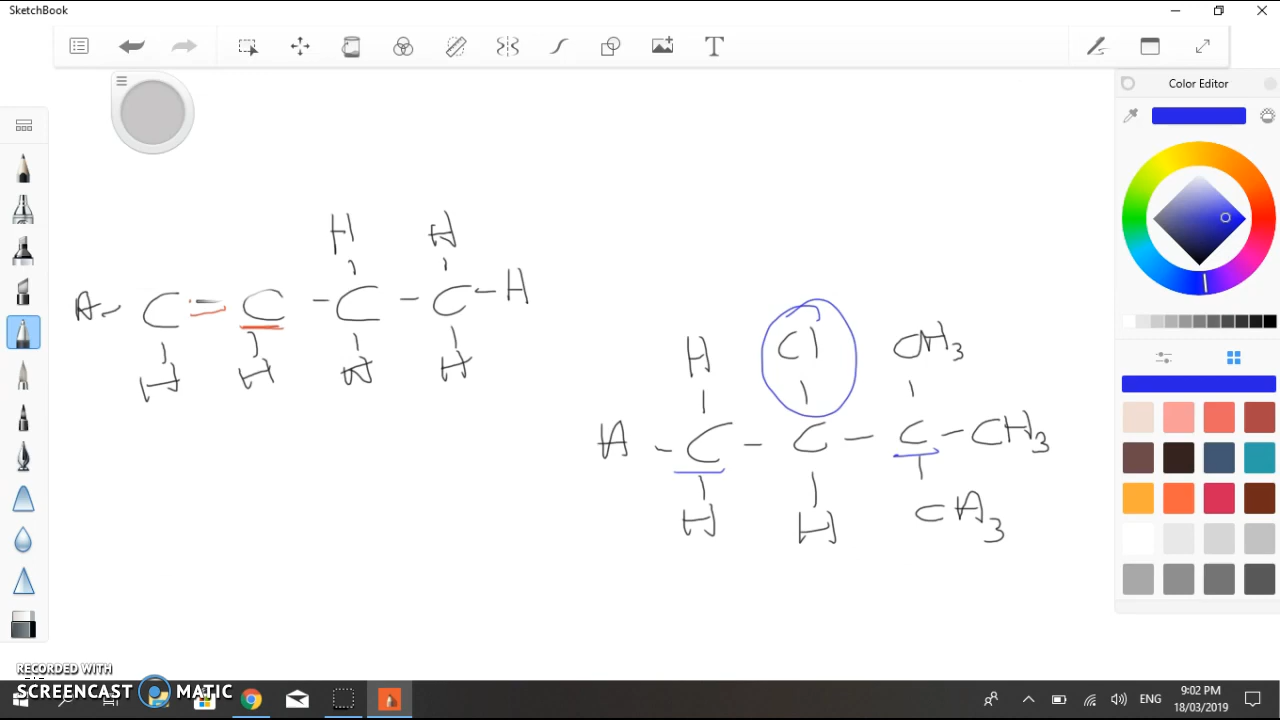 SketchBook
T
Color Editor
H H
H - C = C - C - C - H
H H H H
H Cl CH3
H - C - C - C - CH3
H H CH3
RECORDED WITH
SCREENCAST MATIC
ENG
9:02 PM
18/03/2019